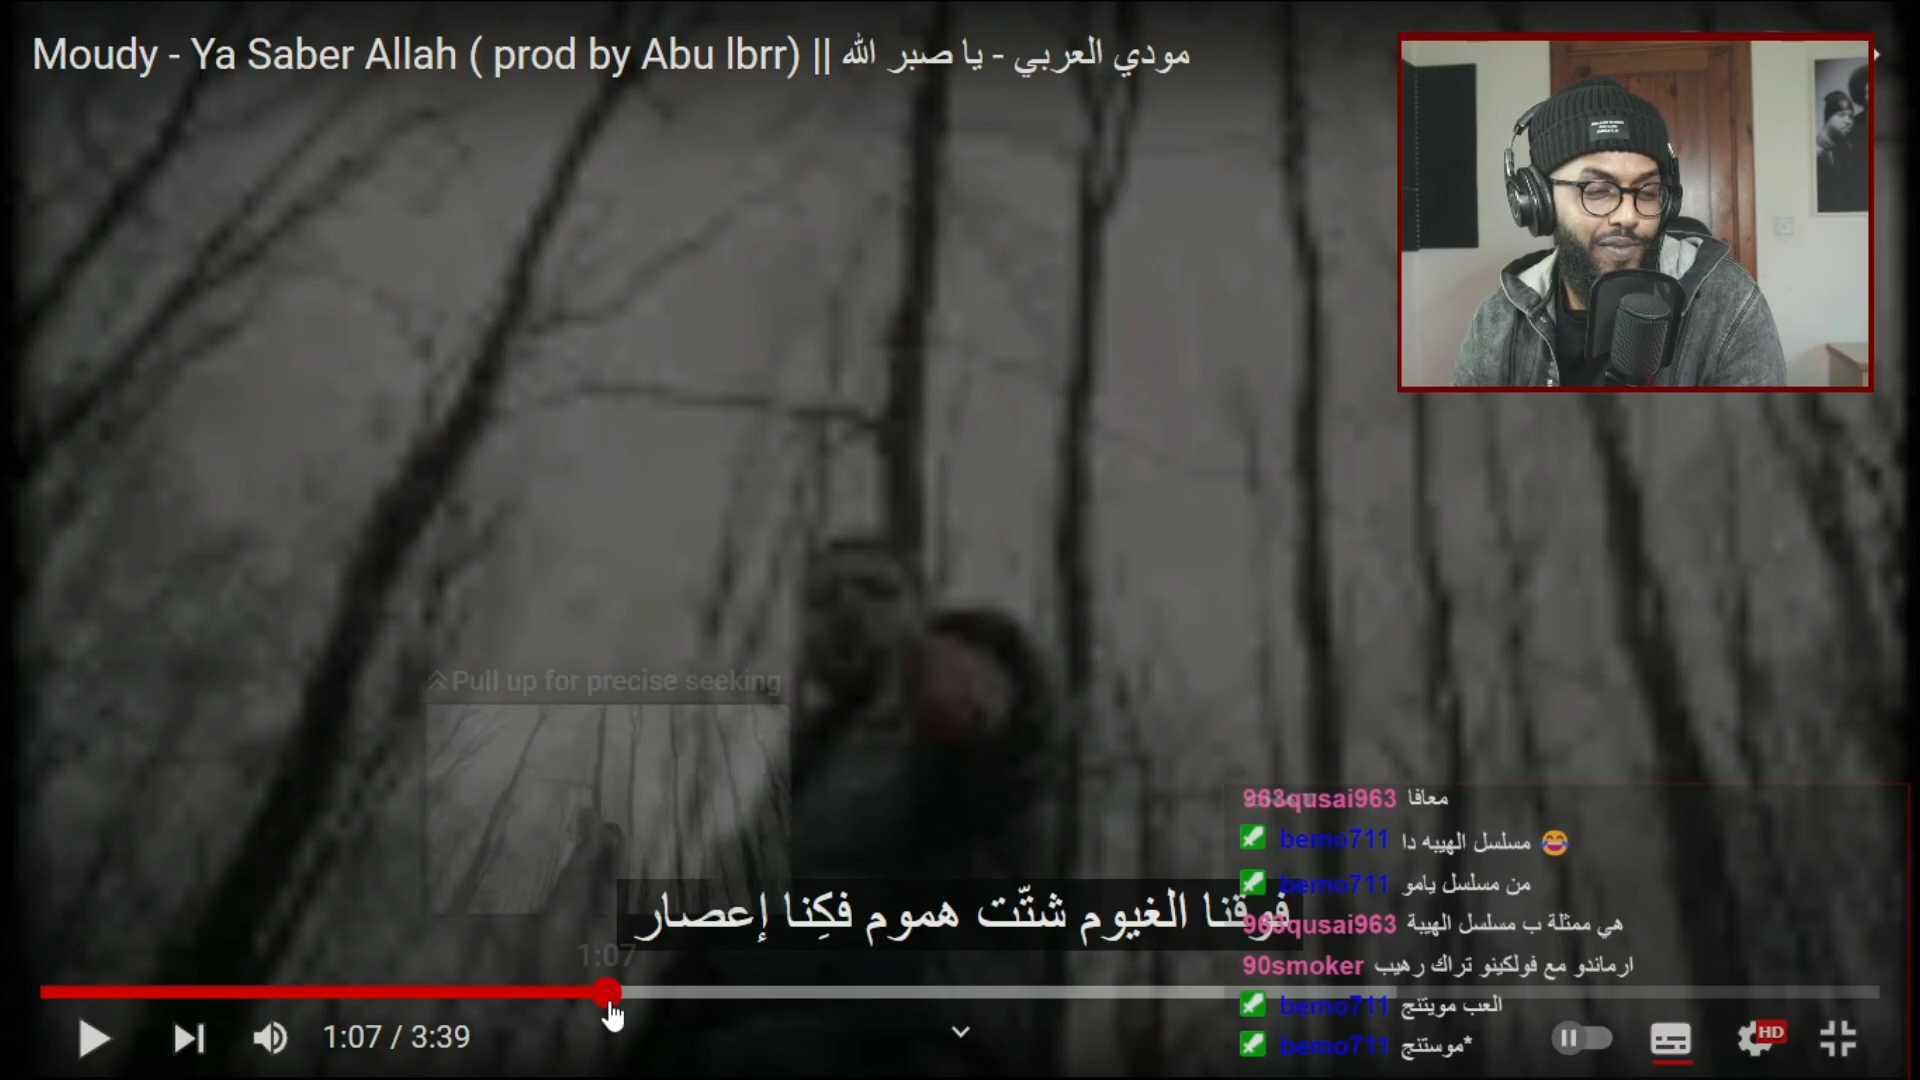 Moudy - Ya Saber Allah ( prod by Abu lbrr) || مودي العربي - يا صبر الله
Pull up for precise seeking
فوقنا الغيوم شتّت هموم فكِنا إعصار
1:07
963qusai963 معافا
bemo711 مسلسل الهيبه دا 😂
bemo711 من مسلسل يامو
963qusai963 هي ممثلة ب مسلسل الهيبة
90smoker ارماندو مع فولكينو تراك رهيب
bemo711 العب مويتنج
bemo711 موستنج*
1:07 / 3:39
HD